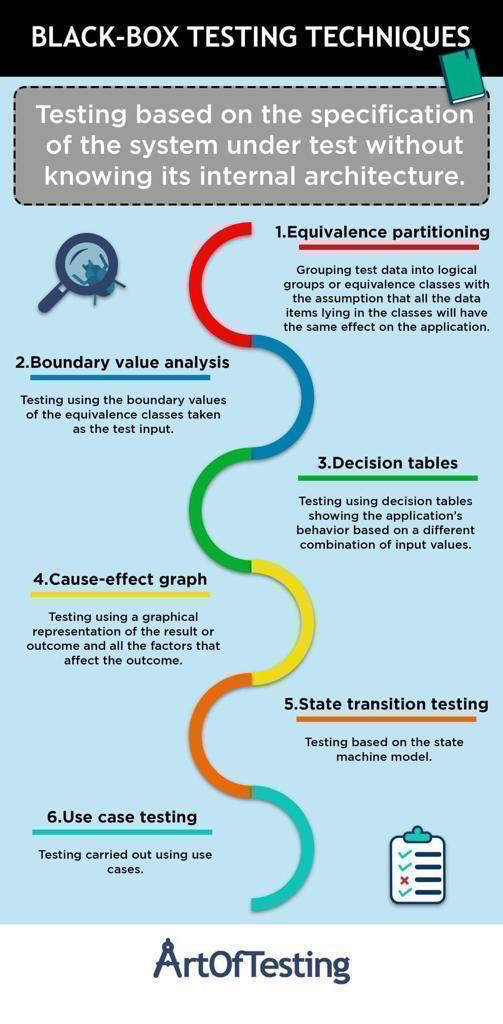 BLACK-BOX TESTING TECHNIQUES
Testing based on the specification
of the system under test without
knowing its internal architecture.
1.Equivalence partitioning
Grouping test data into logical
groups or equivalence classes with
the assumption that all the data
items lying in the classes will have
the same effect on the application.
2.Boundary value analysis
Testing using the boundary values
of the equivalence classes taken
as the test input.
3.Decision tables
Testing using decision tables
showing the application's
behavior based on a different
combination of input values.
4.Cause-effect graph
Testing using a graphical
representation of the result or
outcome and all the factors that
affect the outcome.
5.State transition testing
Testing based on the state
machine model.
6.Use case testing
Testing carried out using use
cases.
ArtOfTesting